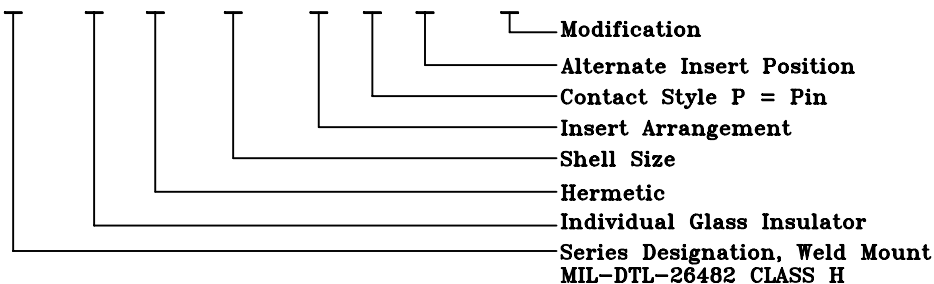 Modification
Alternate Insert Position
Contact Style P = Pin
Insert Arrangement
Shell Size
Hermetic
Individual Glass Insulator
Series Designation, Weld Mount
MIL-DTL-26482 CLASS H